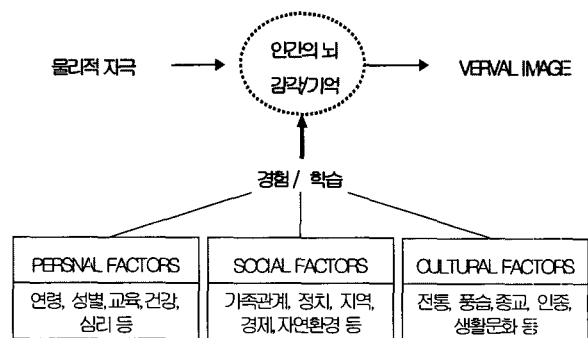 인간의 뇌
물리적 자극
감각/기억
VERVAL IMAGE
경험 / 학습
PERSNAL FACTORS
SOCIAL FACTORS
CULTURAL FACTORS
연령, 성별,교육,건강,
심리 등
가족관계, 정치, 지역,
경제,자연환경 등
전통, 풍습,종교, 인종,
생활문화 등